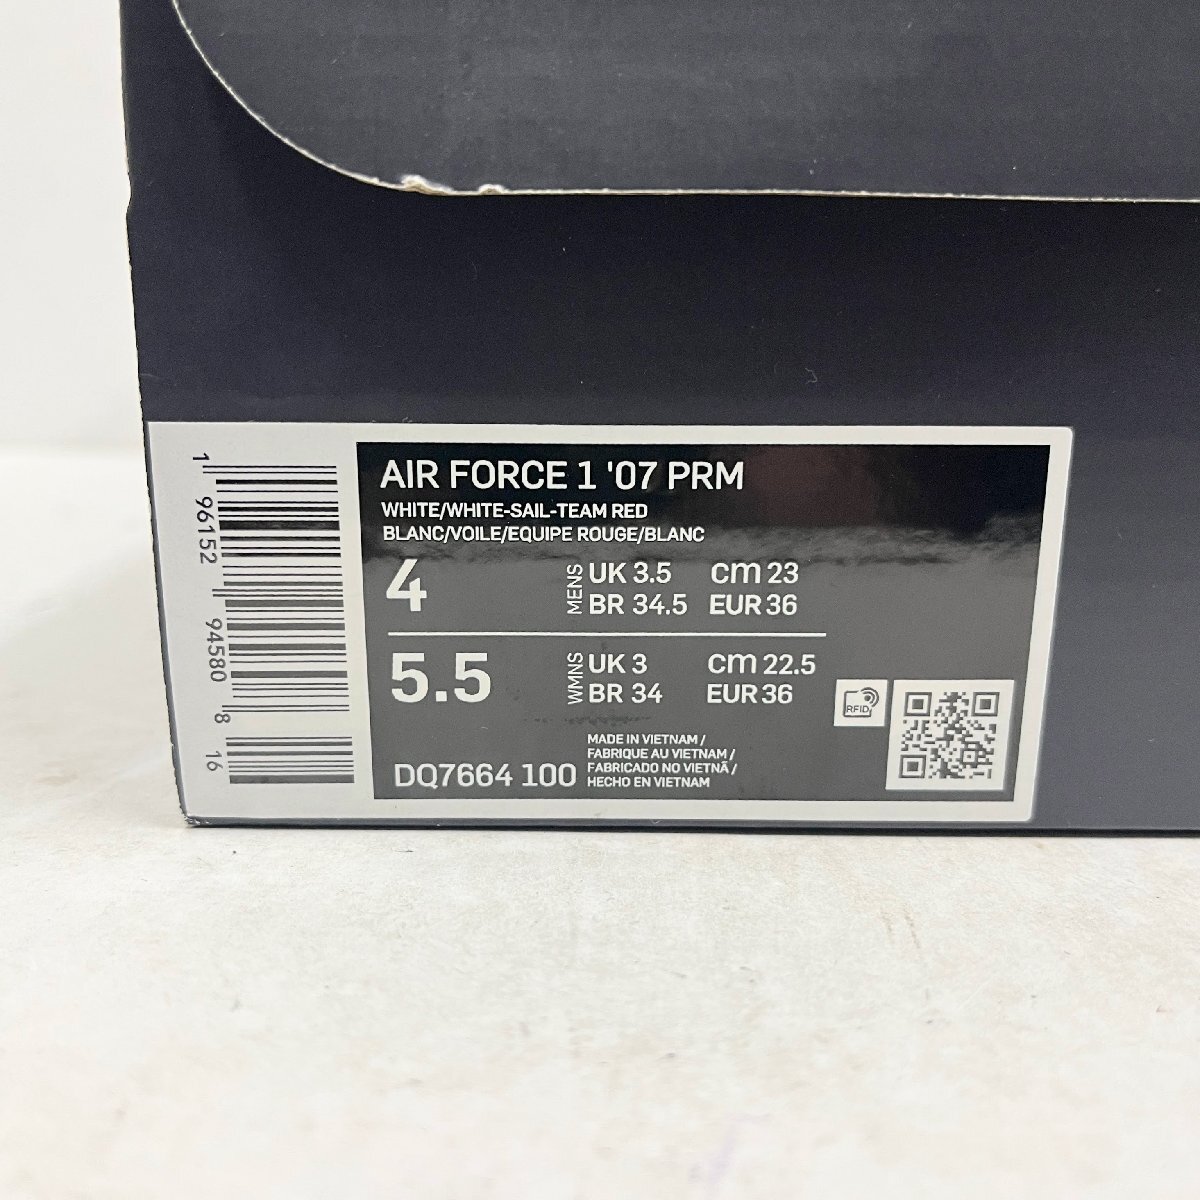 AIR FORCE 1 '07 PRM
WHITE/WHITE-SAIL-TEAM RED
BLANC/VOILE/EQUIPE ROUGE/BLANC
4 MENS UK 3.5 cm 23
BR 34.5 EUR 36
5.5 WMNS UK 3 cm 22.5
BR 34 EUR 36
RFID
MADE IN VIETNAM /
FABRIQUE AU VIETNAM /
FABRICADO NO VIETNÃ /
HECHO EN VIETNAM
DQ7664 100
1 96152 94580 8 16